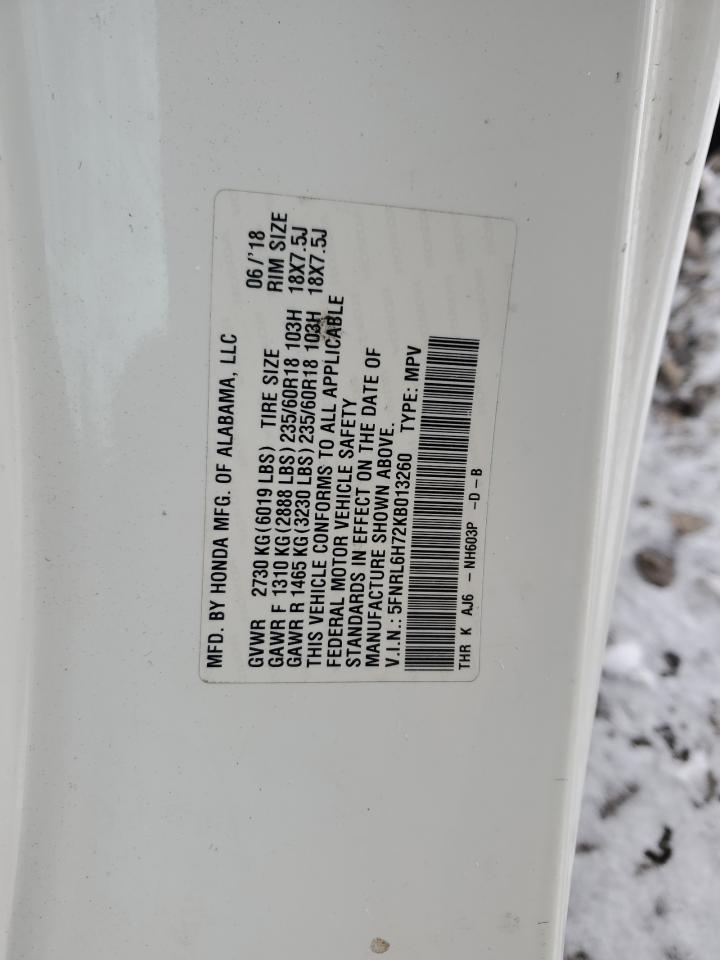 MFD. BY HONDA MFG. OF ALABAMA, LLC
06/'18
GVWR 2730 KG(6019 LBS) TIRE SIZE RIM SIZE
GAWR F 1310 KG(2888 LBS)235/60R18 103H 18X7.5J
GAWR R 1465 KG(3230 LBS)235/60R18 103H 18X7.5J
THIS VEHICLE CONFORMS TO ALL APPLICABLE
FEDERAL MOTOR VEHICLE SAFETY
STANDARDS IN EFFECT ON THE DATE OF
MANUFACTURE SHOWN ABOVE.
V.I.N.: 5FNRL6H72KB013260 TYPE: MPV
THR K AJ6 - NH603P -D-B